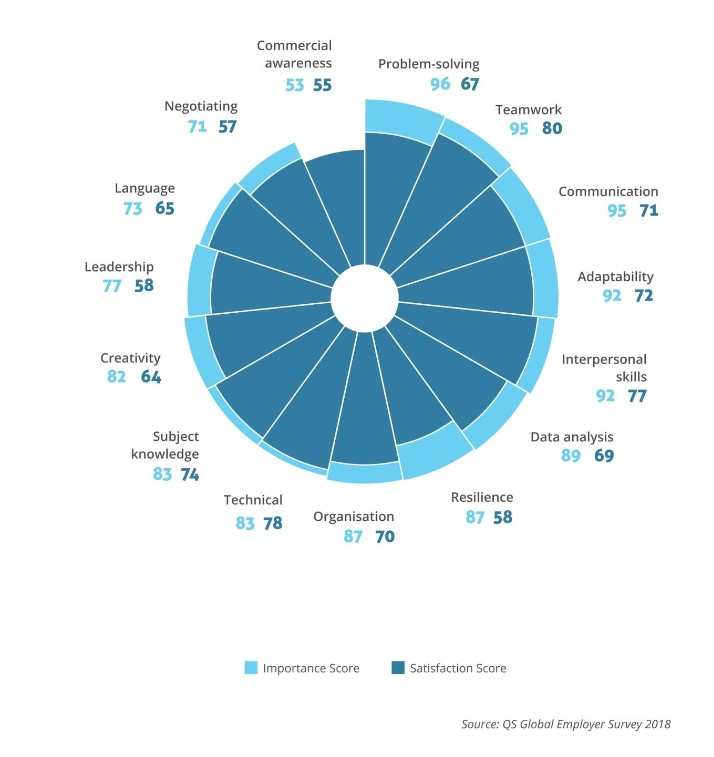 Commercial
awareness
53 55
Problem-solving
96 67
Teamwork
95 80
Communication
95 71
Adaptability
92 72
Interpersonal
skills
92 77
Data analysis
89 69
Resilience
87 58
Organisation
87 70
Technical
83 78
Subject
knowledge
83 74
Creativity
82 64
Leadership
77 58
Language
73 65
Negotiating
71 57
Importance Score
Satisfaction Score
Source: QS Global Employer Survey 2018